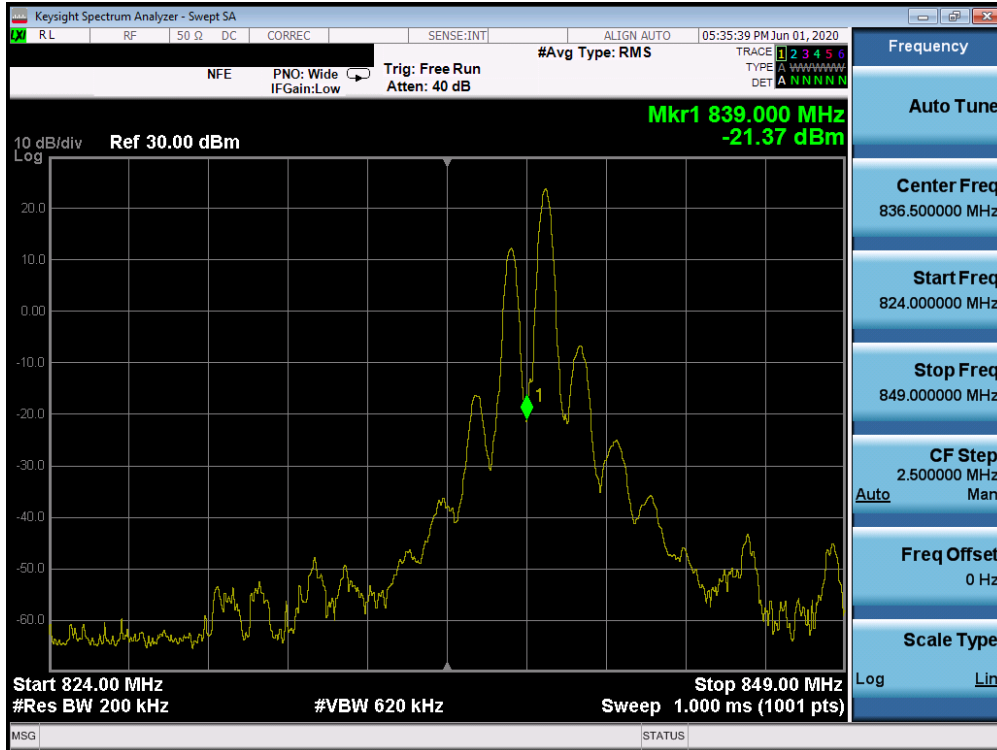 Keysight Spectrum Analyzer - Swept SA
LXI RL RF 50 Ω DC CORREC SENSE:INT ALIGN AUTO 05:35:39 PM Jun 01, 2020
NFE PNO: Wide Trig: Free Run #Avg Type: RMS TRACE 1 2 3 4 5 6
IFGain:Low Atten: 40 dB TYPE A WWWWW
DET A N N N N N
Mkr1 839.000 MHz
-21.37 dBm
10 dB/div Ref 30.00 dBm
Log
20.0
10.0
0.00
-10.0
-20.0
-30.0
-40.0
-50.0
-60.0
1
Start 824.00 MHz Stop 849.00 MHz
#Res BW 200 kHz #VBW 620 kHz Sweep 1.000 ms (1001 pts)
MSG STATUS
Frequency
Auto Tune
Center Freq
836.500000 MHz
Start Freq
824.000000 MHz
Stop Freq
849.000000 MHz
CF Step
2.500000 MHz
Auto Man
Freq Offset
0 Hz
Scale Type
Log Lin